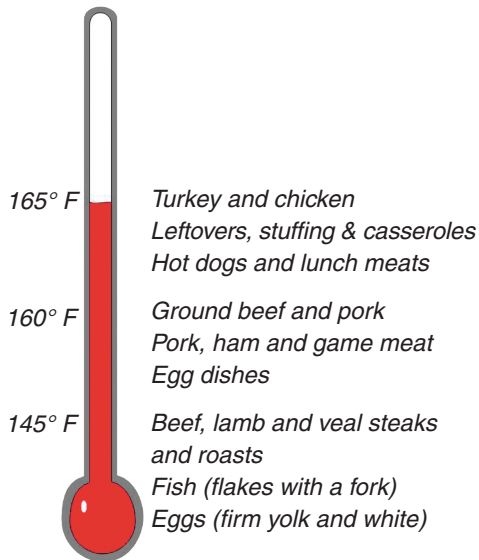 165° F
Turkey and chicken
Leftovers, stuffing & casseroles
Hot dogs and lunch meats
160° F
Ground beef and pork
Pork, ham and game meat
Egg dishes
145° F
Beef, lamb and veal steaks
and roasts
Fish (flakes with a fork)
Eggs (firm yolk and white)